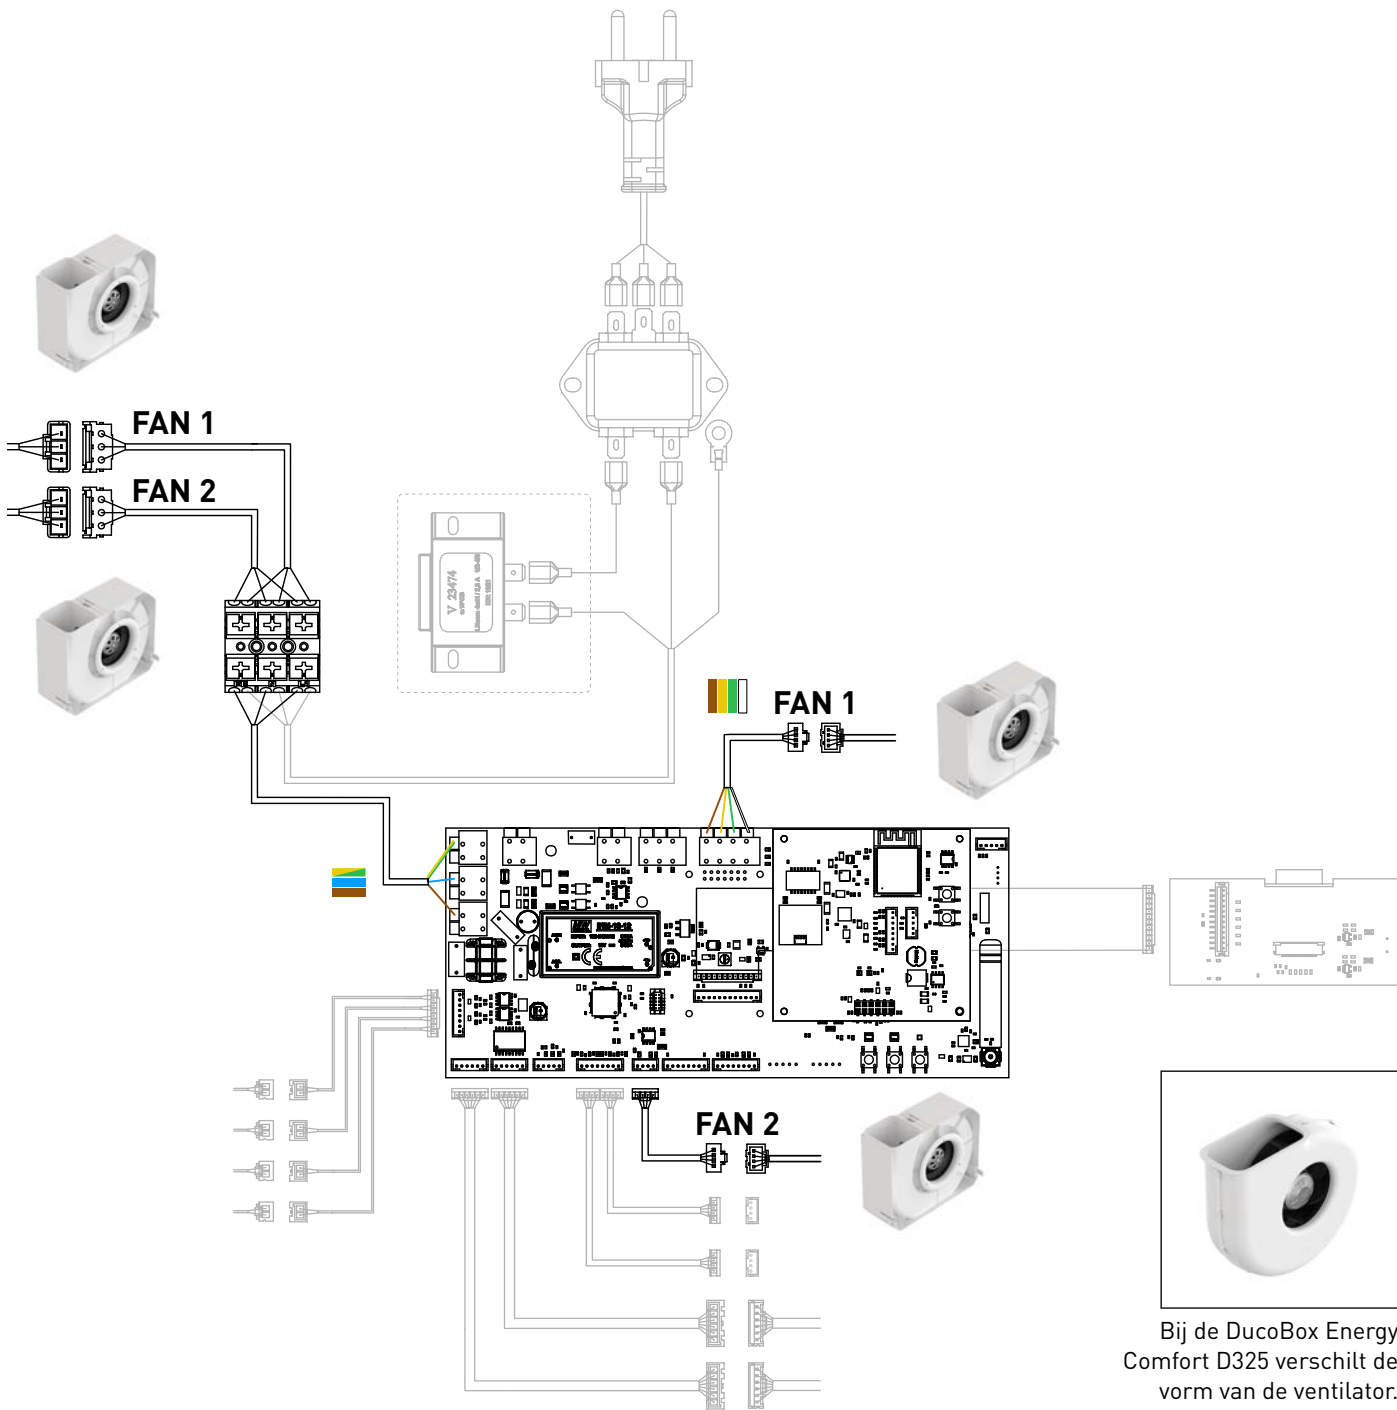 FAN 1
FAN 2
V 23474
FAN 1
FAN 2
Bij de DucoBox Energy
Comfort D325 verschilt de
vorm van de ventilator.